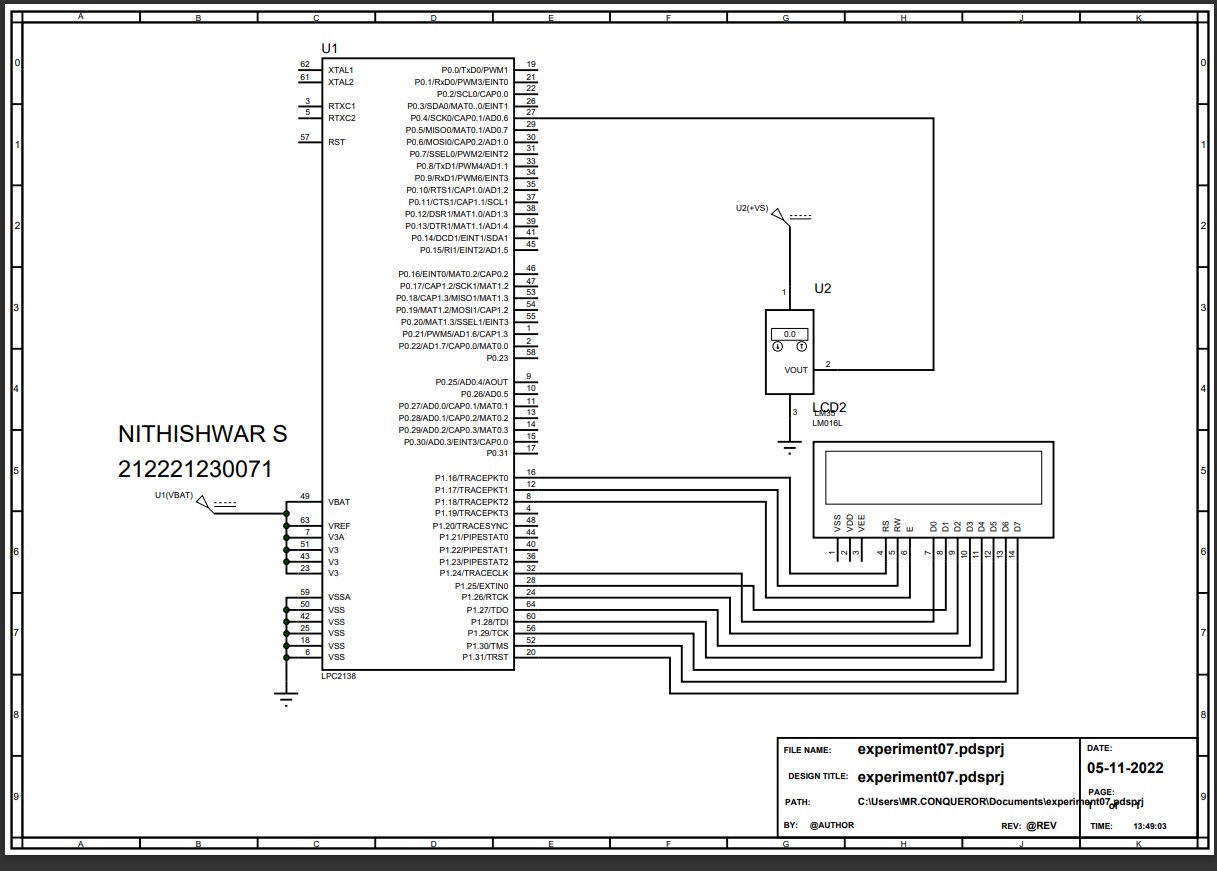 A B C D E F G H J K
0 0
1 1
2 2
3 3
4 4
5 5
6 6
7 7
8 8
9 9
U1
62 XTAL1 P0.0/TxD0/PWM1 19
61 XTAL2 P0.1/RxD0/PWM3/EINT0 21
P0.2/SCL0/CAP0.0 22
3 RTXC1 P0.3/SDA0/MAT0..0/EINT1 26
5 RTXC2 P0.4/SCK0/CAP0.1/AD0.6 27
P0.5/MISO0/MAT0.1/AD0.7 29
57 RST P0.6/MOSI0/CAP0.2/AD1.0 30
P0.7/SSEL0/PWM2/EINT2 31
P0.8/TxD1/PWM4/AD1.1 33
P0.9/RxD1/PWM6/EINT3 34
P0.10/RTS1/CAP1.0/AD1.2 35
P0.11/CTS1/CAP1.1/SCL1 37
P0.12/DSR1/MAT1.0/AD1.3 38
P0.13/DTR1/MAT1.1/AD1.4 39
P0.14/DCD1/EINT1/SDA1 41
P0.15/RI1/EINT2/AD1.5 45
P0.16/EINT0/MAT0.2/CAP0.2 46
P0.17/CAP1.2/SCK1/MAT1.2 47
P0.18/CAP1.3/MISO1/MAT1.3 53
P0.19/MAT1.2/MOSI1/CAP1.2 54
P0.20/MAT1.3/SSEL1/EINT3 55
P0.21/PWM5/AD1.6/CAP1.3 1
P0.22/AD1.7/CAP0.0/MAT0.0 2
P0.23 58
P0.25/AD0.4/AOUT 9
P0.26/AD0.5 10
P0.27/AD0.0/CAP0.1/MAT0.1 11
P0.28/AD0.1/CAP0.2/MAT0.2 13
P0.29/AD0.2/CAP0.3/MAT0.3 14
P0.30/AD0.3/EINT3/CAP0.0 15
P0.31 17
P1.16/TRACEPKT0 16
P1.17/TRACEPKT1 12
49 VBAT P1.18/TRACEPKT2 8
P1.19/TRACEPKT3 4
63 VREF P1.20/TRACESYNC 48
7 V3A P1.21/PIPESTAT0 44
51 V3 P1.22/PIPESTAT1 40
43 V3 P1.23/PIPESTAT2 36
23 V3 P1.24/TRACECLK 32
P1.25/EXTIN0 28
59 VSSA P1.26/RTCK 24
50 VSS P1.27/TDO 64
42 VSS P1.28/TDI 60
25 VSS P1.29/TCK 56
18 VSS P1.30/TMS 52
6 VSS P1.31/TRST 20
LPC2138
NITHISHWAR S
212221230071
U1(VBAT)
U2(+VS)
1 U2
0.0
VOUT 2
3
LCD2
LM35
LM016L
VSS VDD VEE RS RW E D0 D1 D2 D3 D4 D5 D6 D7
1 2 3 4 5 6 7 8 9 10 11 12 13 14
FILE NAME: experiment07.pdsprj
DESIGN TITLE: experiment07.pdsprj
PATH: C:\Users\MR.CONQUEROR\Documents\experiment07.pdsprj
BY: @AUTHOR REV: @REV
DATE:
05-11-2022
PAGE:
TIME: 13:49:03
A B C D E F G H J K